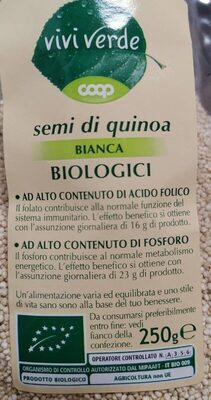 vivi verde
coop
semi di quinoa
BIANCA
BIOLOGICI
• AD ALTO CONTENUTO DI ACIDO FOLICO
Il folato contribuisce alla normale funzione del
sistema immunitario. L'effetto benefico si ottiene
con l'assunzione giornaliera di 16 g di prodotto.
• AD ALTO CONTENUTO DI FOSFORO
Il fosforo contribuisce al normale metabolismo
energetico. L'effetto benefico si ottiene con
l'assunzione giornaliera di 23 g di prodotto.
Un'alimentazione varia ed equilibrata e uno stile
di vita sano sono alla base del tuo benessere.
Da consumarsi preferibilmente
entro fine: vedi
fianco della
confezione.
250g e
OPERATORE CONTROLLATO N.: A 3 5 6
ORGANISMO DI CONTROLLO AUTORIZZATO DAL MIPAAFT - IT BIO 009
PRODOTTO BIOLOGICO
AGRICOLTURA non UE